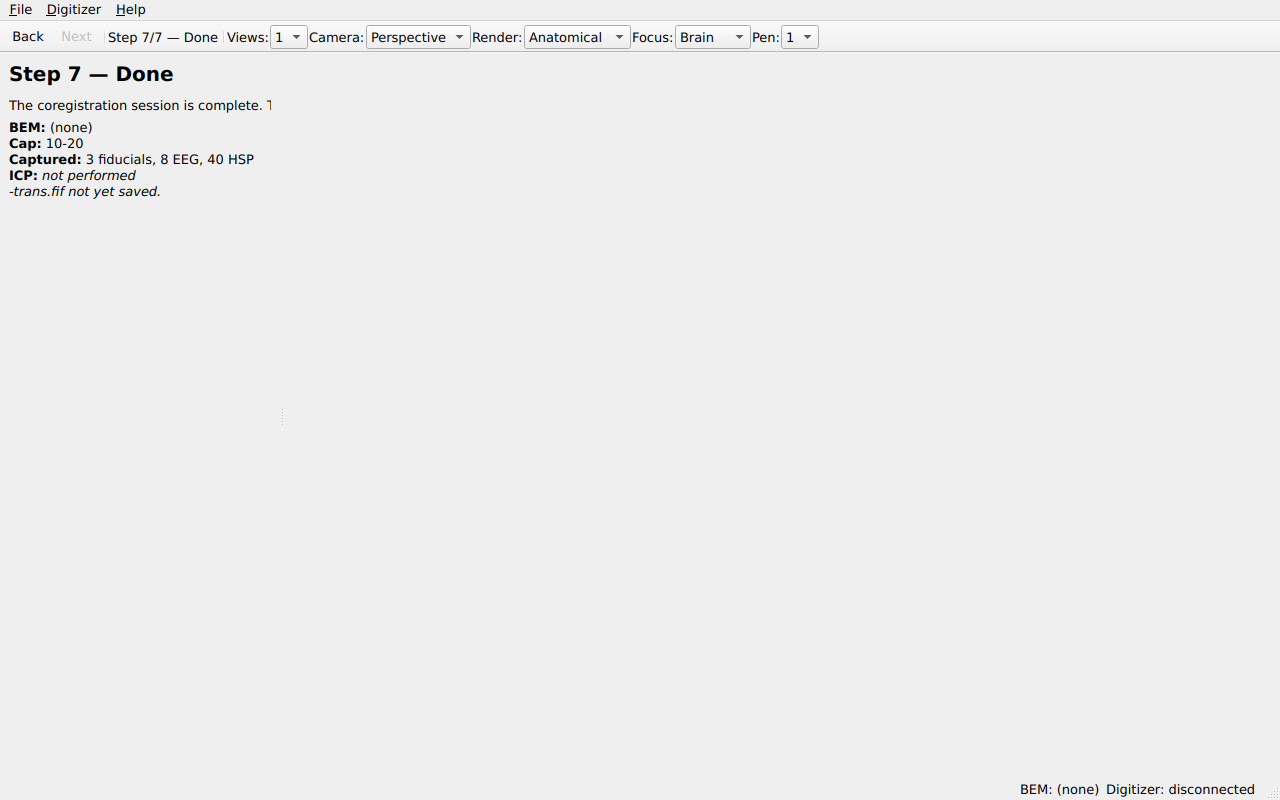 File Digitizer Help
Back Next Step 7/7 — Done Views: 1 Camera: Perspective Render: Anatomical Focus: Brain Pen: 1
Step 7 — Done
The coregistration session is complete.
BEM: (none)
Cap: 10-20
Captured: 3 fiducials, 8 EEG, 40 HSP
ICP: not performed
-trans.fif not yet saved.
BEM: (none) Digitizer: disconnected